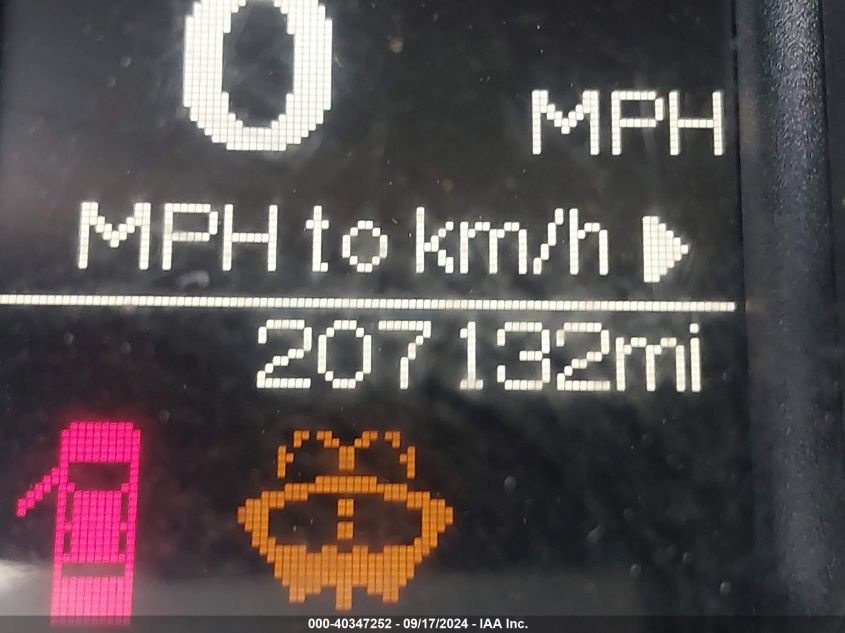 0
MPH
MPH to km/h
207132mi
000-40347252 - 09/17/2024 - IAA Inc.